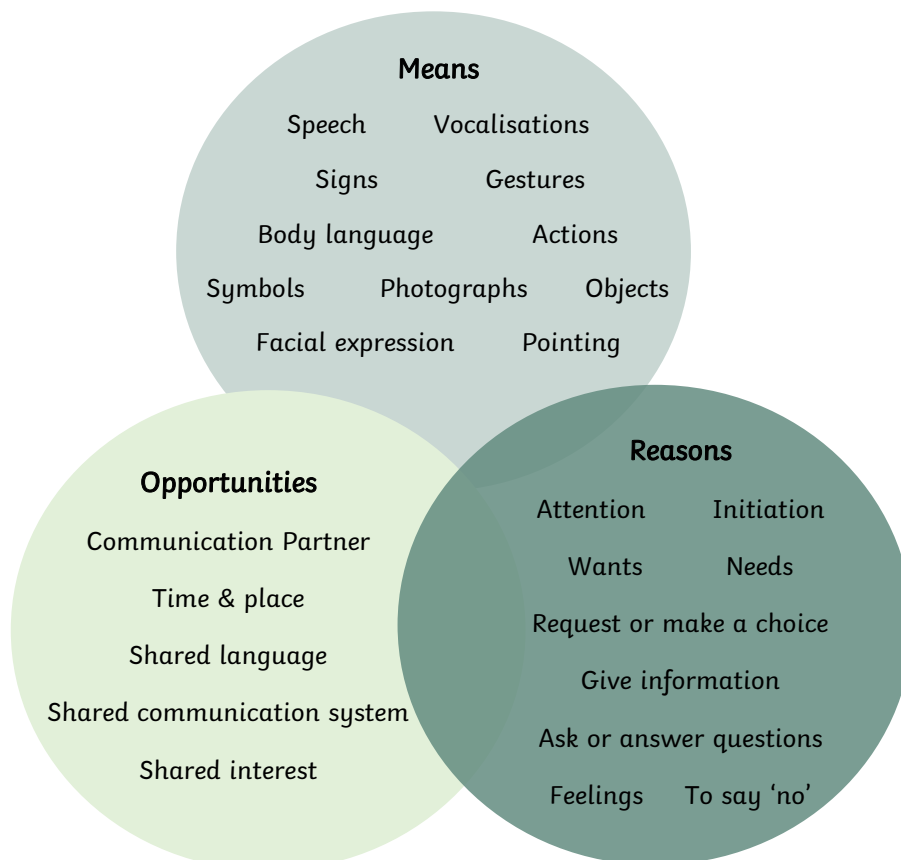 Means
Speech Vocalisations
Signs Gestures
Body language Actions
Symbols Photographs Objects
Facial expression Pointing
Opportunities
Communication Partner
Time & place
Shared language
Shared communication system
Shared interest
Reasons
Attention Initiation
Wants Needs
Request or make a choice
Give information
Ask or answer questions
Feelings To say ‘no’